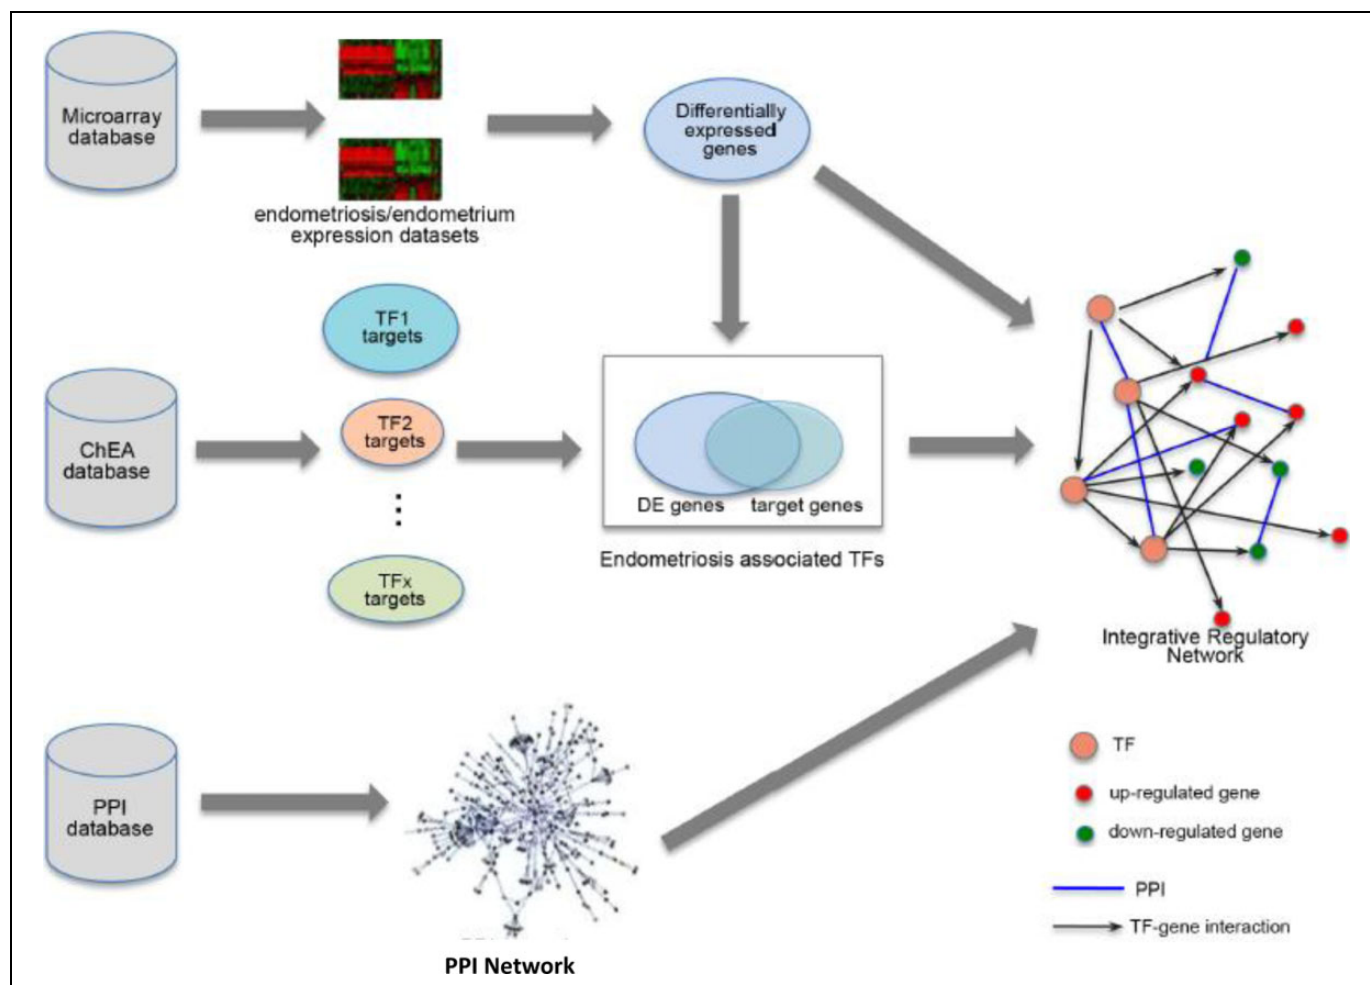 Microarray
database
endometriosis/endometrium
expression datasets
Differentially
expressed
genes
ChEA
database
TF1
targets
TF2
targets
TFx
targets
DE genes
target genes
Endometriosis associated TFs
Integrative Regulatory
Network
PPI
database
PPI Network
TF
up-regulated gene
down-regulated gene
PPI
TF-gene interaction